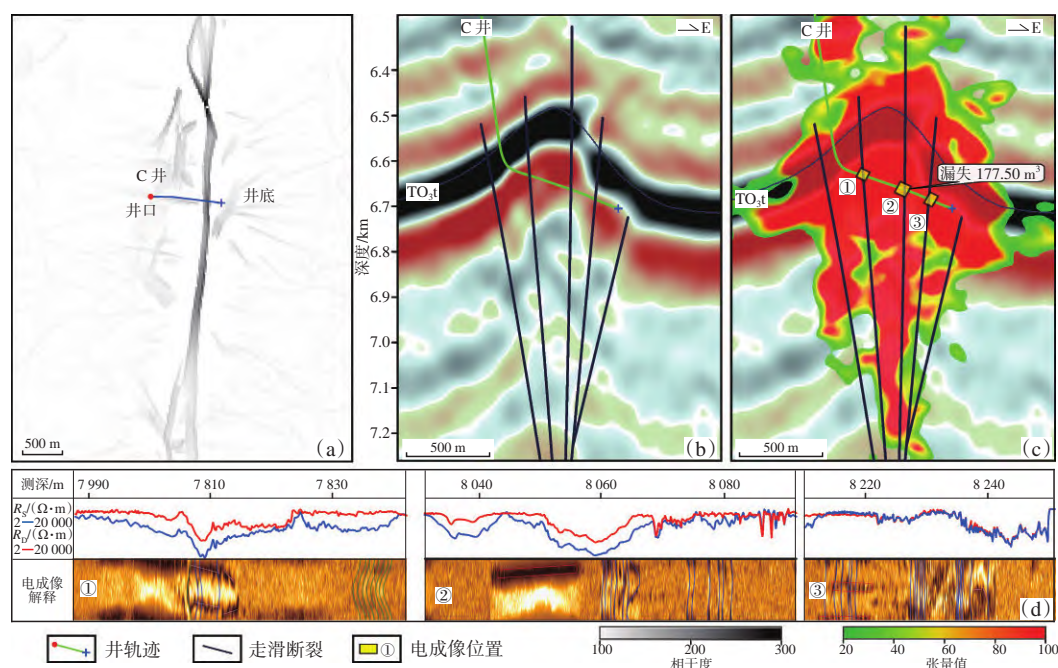 C 井
井口
井底
500 m
(a)
C 井
E
6.4
6.5
6.6
6.7
6.8
6.9
7.0
7.1
7.2
深度/km
TO₃t
500 m
(b)
C 井
E
漏失 177.50 m³
①
②
③
TO₃t
500 m
(c)
测深/m
7 990
7 810
7 830
8 040
8 060
8 220
8 240
R_S/(Ω·m)
2—20 000
R_D/(Ω·m)
2—20 000
电成像
解释
①
②
③
(d)
井轨迹
走滑断裂
① 电成像位置
100 200 300
相干度
20 40 60 80 100
张量值